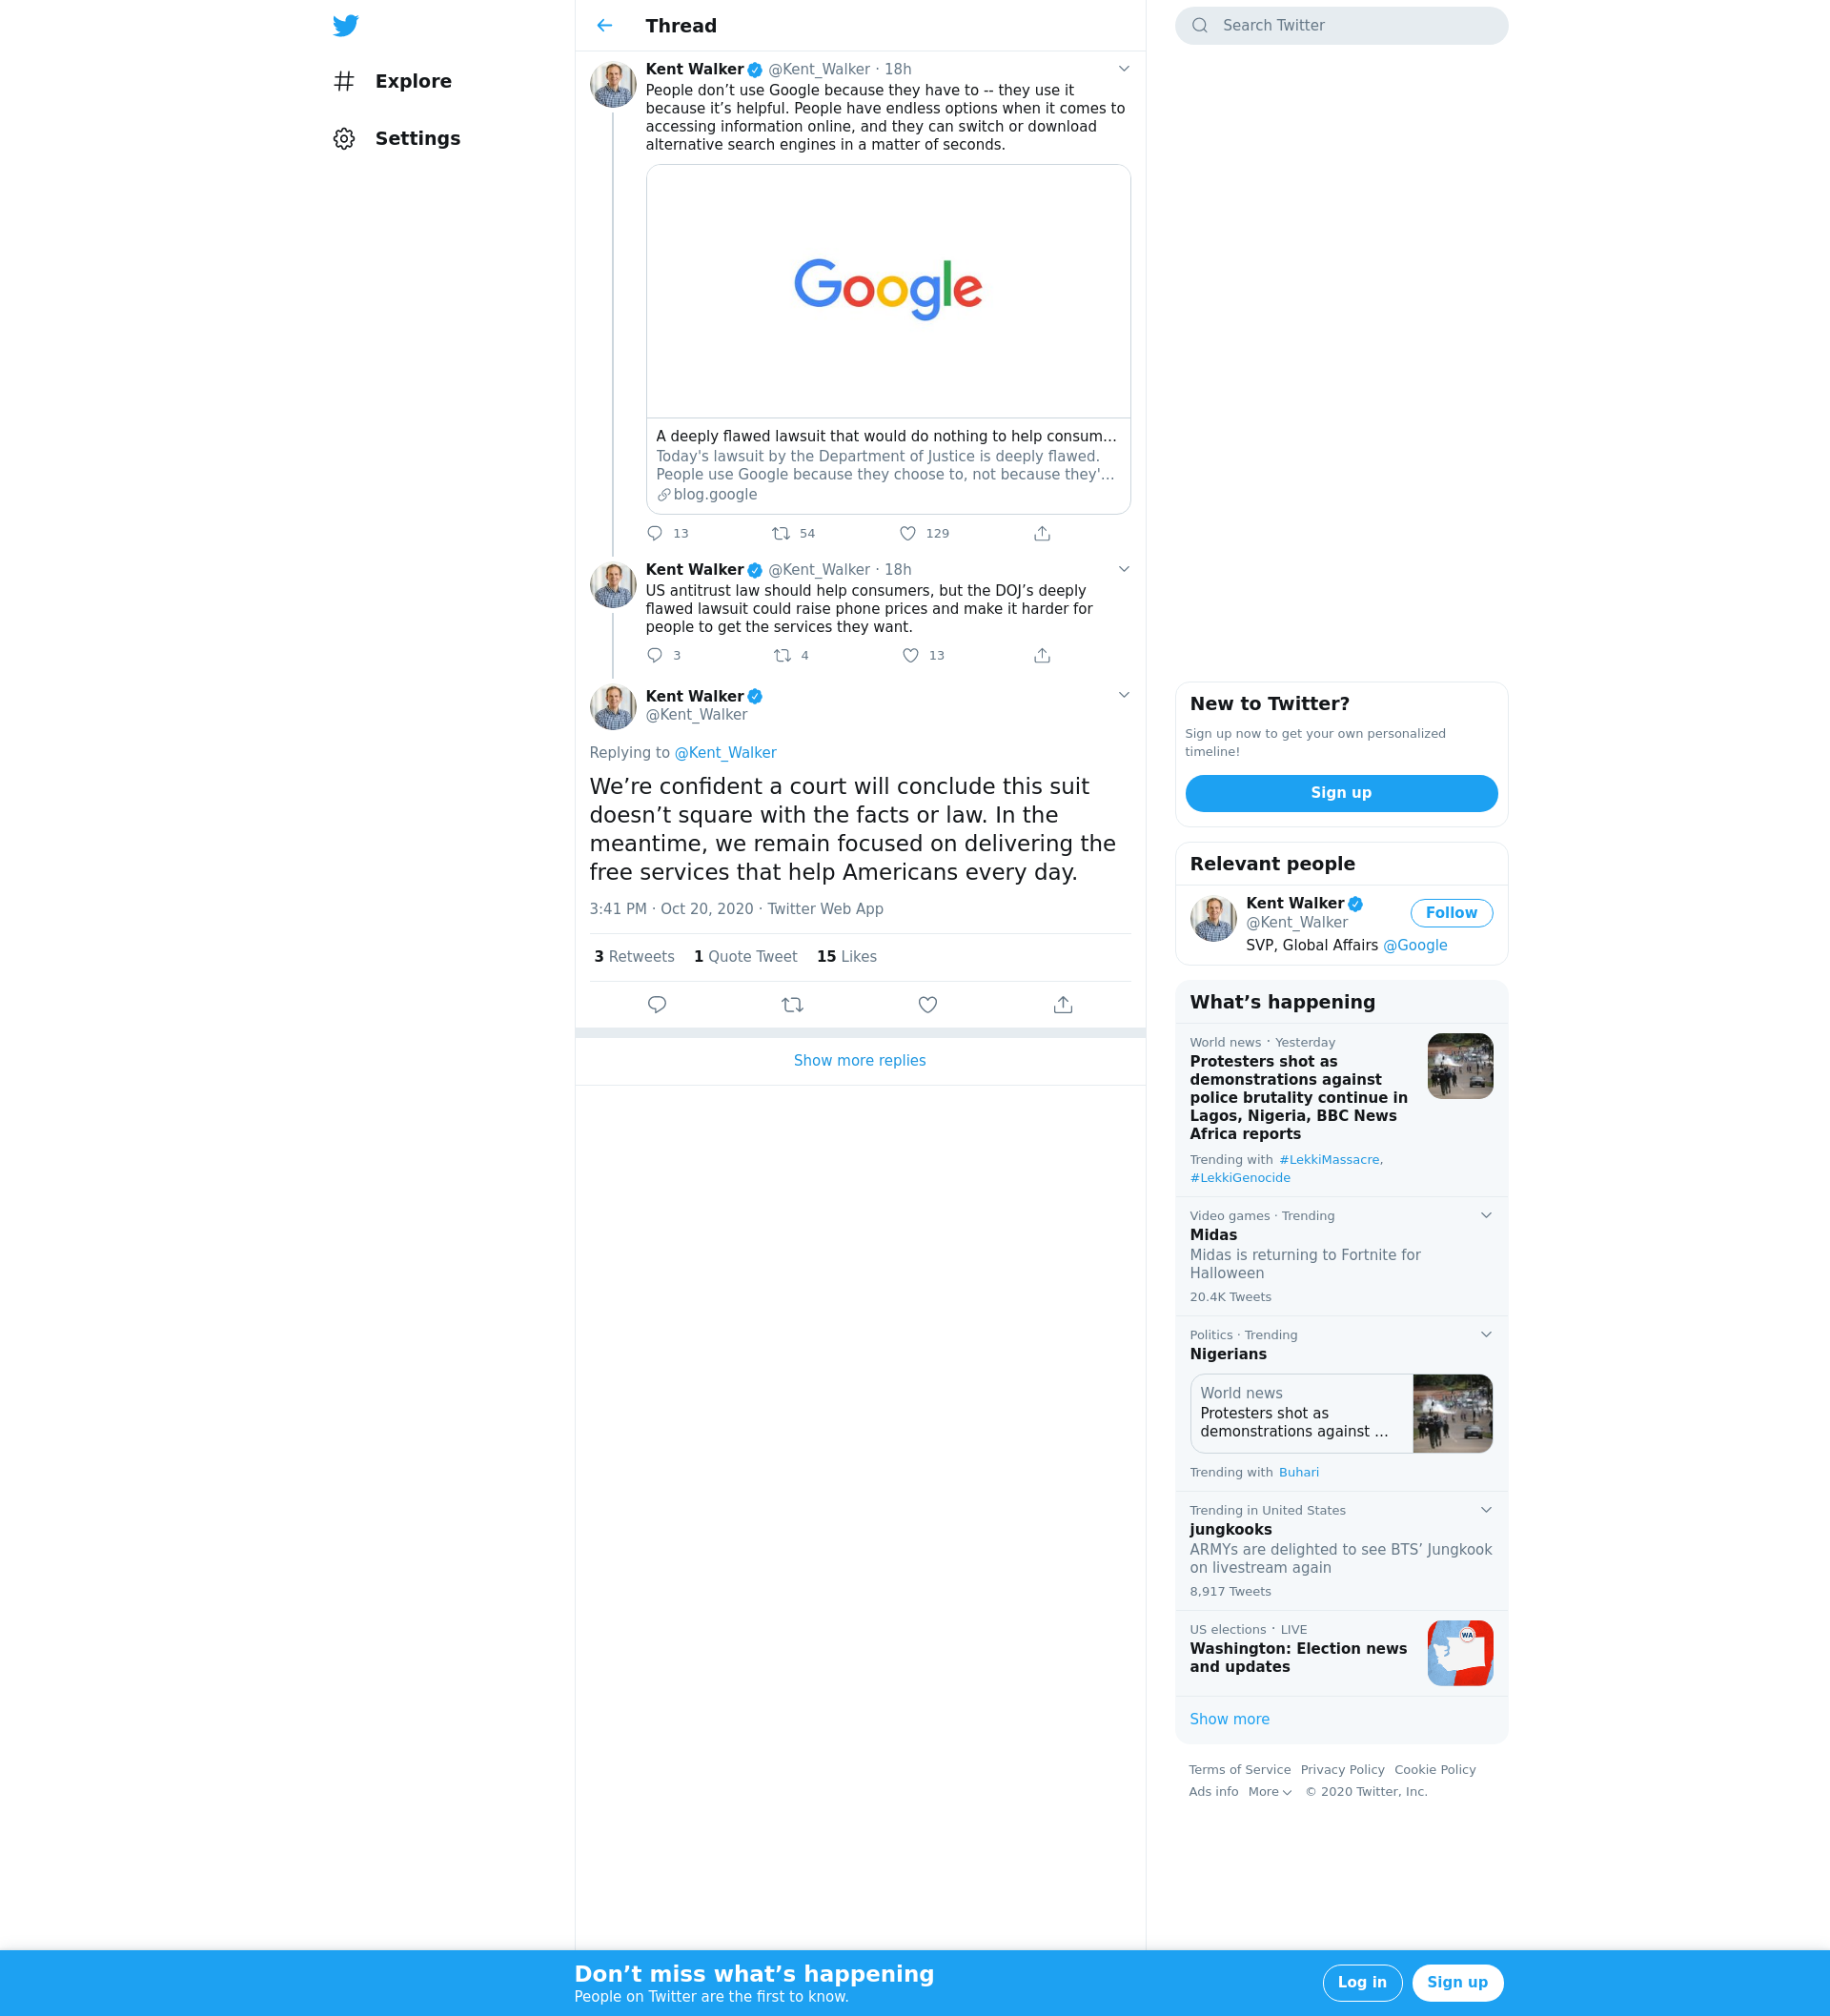 Explore
Settings
Thread
Kent Walker @Kent_Walker · 18h
People don’t use Google because they have to -- they use it
because it’s helpful. People have endless options when it comes to
accessing information online, and they can switch or download
alternative search engines in a matter of seconds.
Google
A deeply flawed lawsuit that would do nothing to help consum...
Today's lawsuit by the Department of Justice is deeply flawed.
People use Google because they choose to, not because they'...
blog.google
13 54 129
Kent Walker @Kent_Walker · 18h
US antitrust law should help consumers, but the DOJ’s deeply
flawed lawsuit could raise phone prices and make it harder for
people to get the services they want.
3 4 13
Kent Walker
@Kent_Walker
Replying to @Kent_Walker
We’re confident a court will conclude this suit
doesn’t square with the facts or law. In the
meantime, we remain focused on delivering the
free services that help Americans every day.
3:41 PM · Oct 20, 2020 · Twitter Web App
3 Retweets 1 Quote Tweet 15 Likes
Show more replies
Search Twitter
New to Twitter?
Sign up now to get your own personalized
timeline!
Sign up
Relevant people
Kent Walker
@Kent_Walker
Follow
SVP, Global Affairs @Google
What’s happening
World news · Yesterday
Protesters shot as
demonstrations against
police brutality continue in
Lagos, Nigeria, BBC News
Africa reports
Trending with #LekkiMassacre,
#LekkiGenocide
Video games · Trending
Midas
Midas is returning to Fortnite for
Halloween
20.4K Tweets
Politics · Trending
Nigerians
World news
Protesters shot as
demonstrations against ...
Trending with Buhari
Trending in United States
jungkooks
ARMYs are delighted to see BTS’ Jungkook
on livestream again
8,917 Tweets
US elections · LIVE
Washington: Election news
and updates
WA
Show more
Terms of Service Privacy Policy Cookie Policy
Ads info More © 2020 Twitter, Inc.
Don’t miss what’s happening
People on Twitter are the first to know.
Log in
Sign up